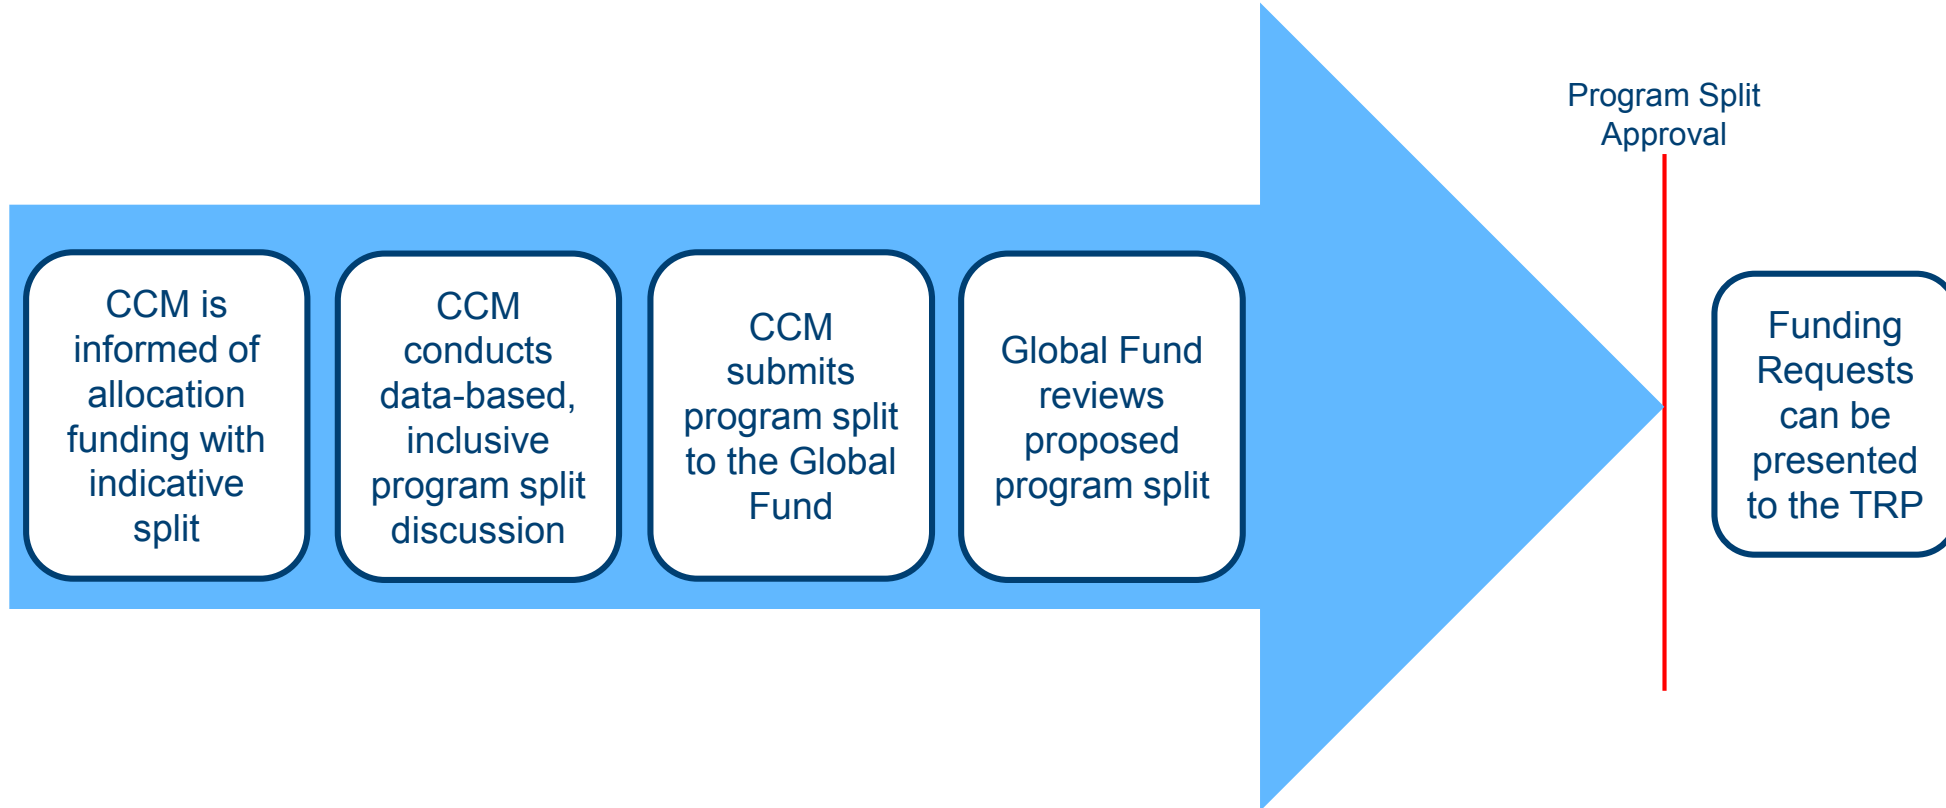 CCM is
informed of
allocation
funding with
indicative
split
CCM
conducts
data-based,
inclusive
program split
discussion
CCM
submits
program split
to the Global
Fund
Global Fund
reviews
proposed
program split
Program Split
Approval
Funding
Requests
can be
presented
to the TRP